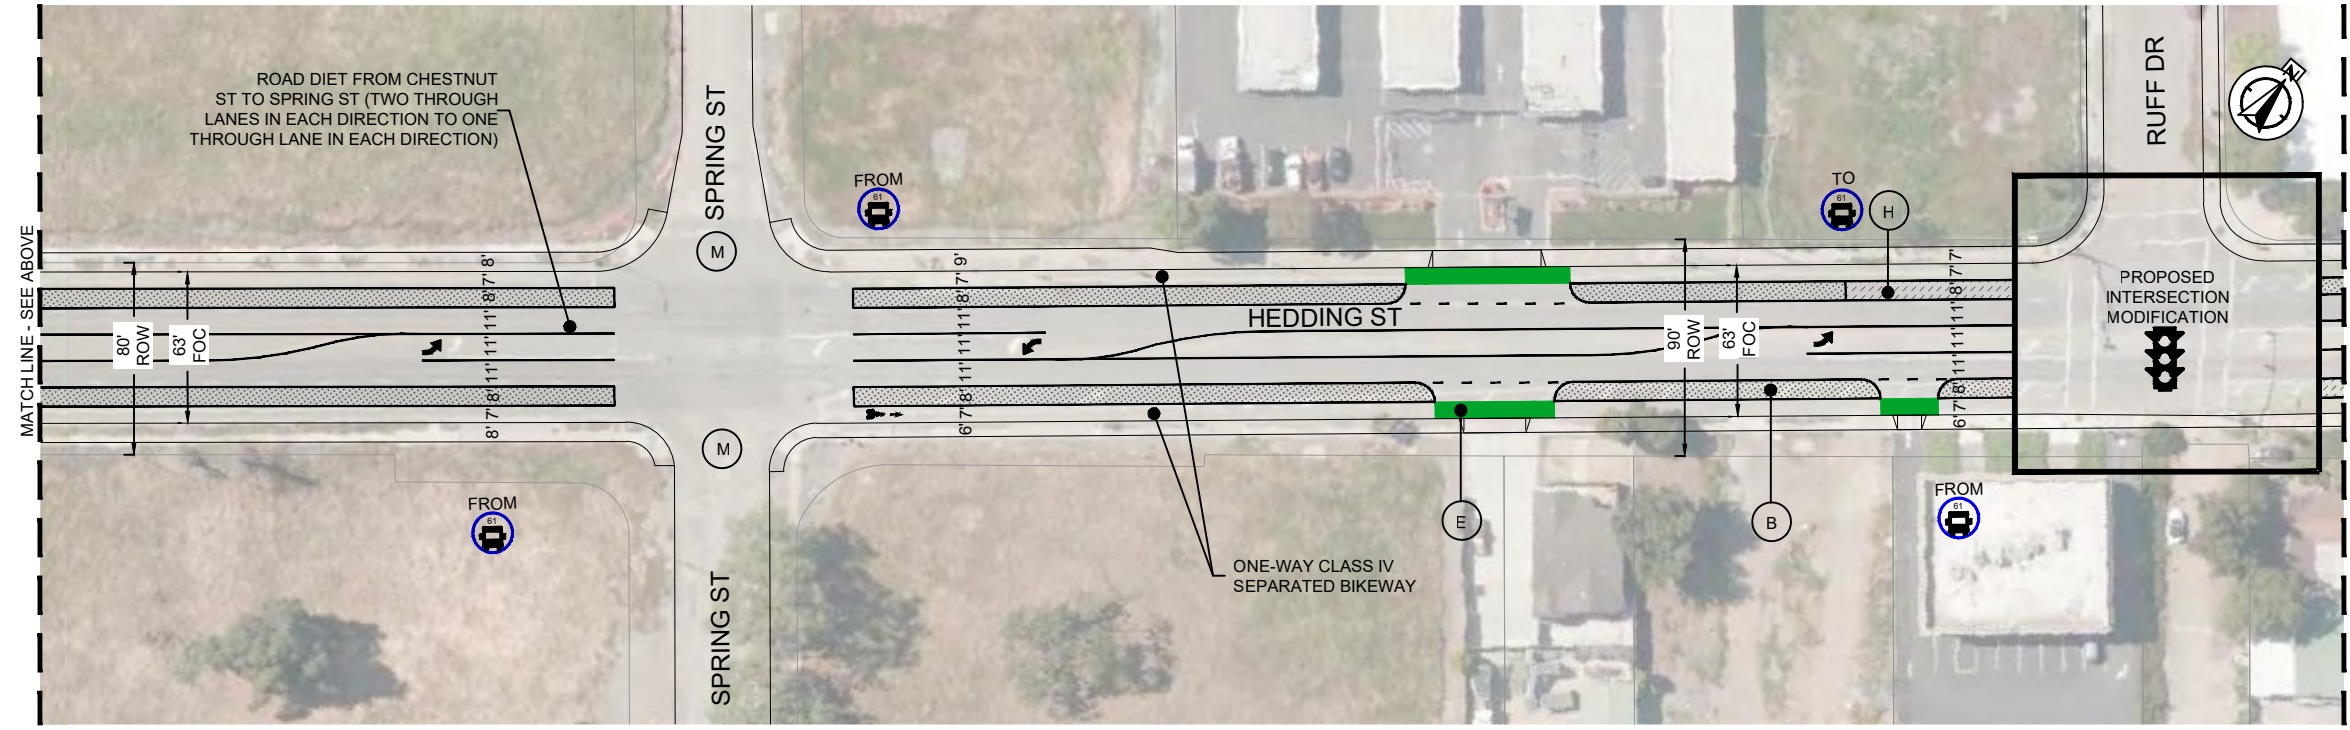 ROAD DIET FROM CHESTNUT
ST TO SPRING ST (TWO THROUGH
LANES IN EACH DIRECTION TO ONE
THROUGH LANE IN EACH DIRECTION)
SPRING ST
M
FROM
61
TO
61
H
RUFF DR
N
MATCH LINE - SEE ABOVE
80'
ROW
63'
FOC
8' 7' 8' 11' 11' 11' 8' 7' 8'
6' 7' 8' 11' 11' 11' 8' 7' 9'
HEDDING ST
90'
ROW
63'
FOC
6' 7' 8' 11' 11' 11' 8' 7' 7'
PROPOSED
INTERSECTION
MODIFICATION
M
FROM
61
E
B
FROM
61
SPRING ST
ONE-WAY CLASS IV
SEPARATED BIKEWAY